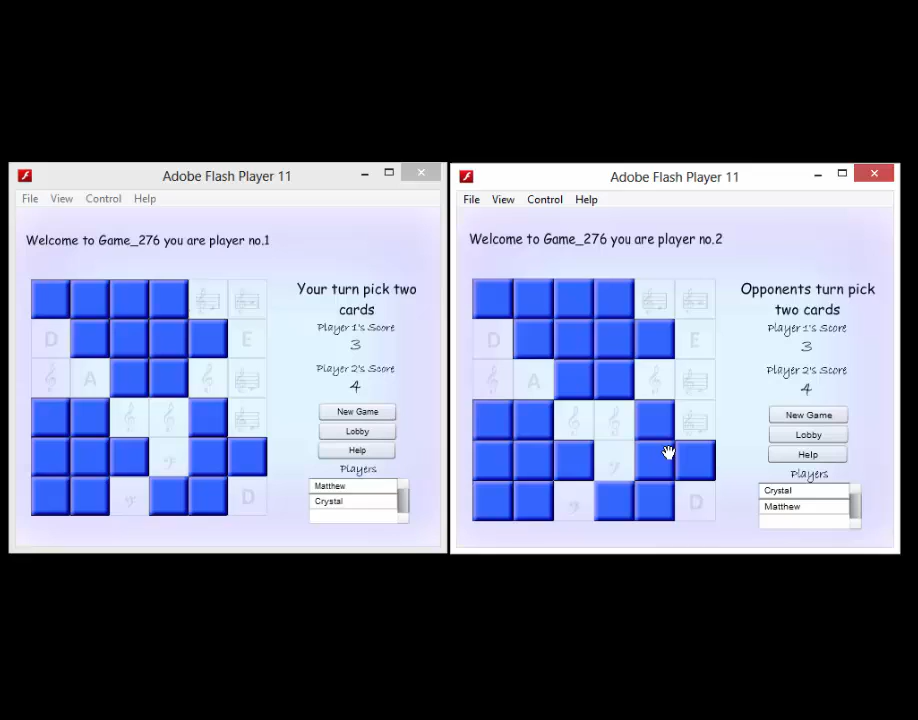 Adobe Flash Player 11
File View Control Help
Welcome to Game_276 you are player no.1
D
E
A
D
Your turn pick two
cards
Player 1's Score
3
Player 2's Score
4
New Game
Lobby
Help
Players
Matthew
Crystal
Adobe Flash Player 11
File View Control Help
Welcome to Game_276 you are player no.2
D
E
A
D
Opponents turn pick
two cards
Player 1's Score
3
Player 2's Score
4
New Game
Lobby
Help
Players
Crystal
Matthew